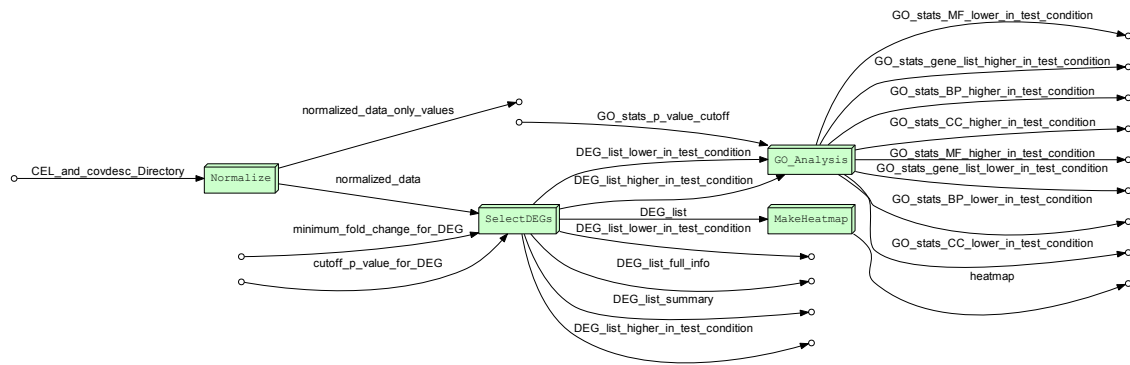 CEL_and_covdesc_Directory
Normalize
normalized_data_only_values
normalized_data
minimum_fold_change_for_DEG
cutoff_p_value_for_DEG
SelectDEGs
GO_stats_p_value_cutoff
DEG_list_lower_in_test_condition
DEG_list_higher_in_test_condition
DEG_list
DEG_list_lower_in_test_condition
DEG_list_full_info
DEG_list_summary
DEG_list_higher_in_test_condition
GO_Analysis
MakeHeatmap
GO_stats_MF_lower_in_test_condition
GO_stats_gene_list_higher_in_test_condition
GO_stats_BP_higher_in_test_condition
GO_stats_CC_higher_in_test_condition
GO_stats_MF_higher_in_test_condition
GO_stats_gene_list_lower_in_test_condition
GO_stats_BP_lower_in_test_condition
GO_stats_CC_lower_in_test_condition
heatmap